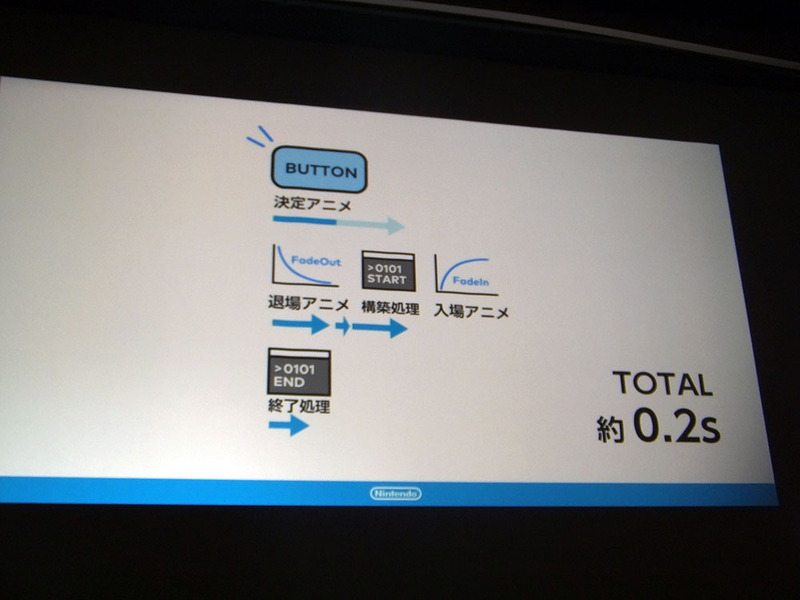 BUTTON
決定アニメ
FadeOut
>0101
START
FadeIn
退場アニメ
構築処理
入場アニメ
>0101
END
終了処理
TOTAL
約 0.2s
Nintendo